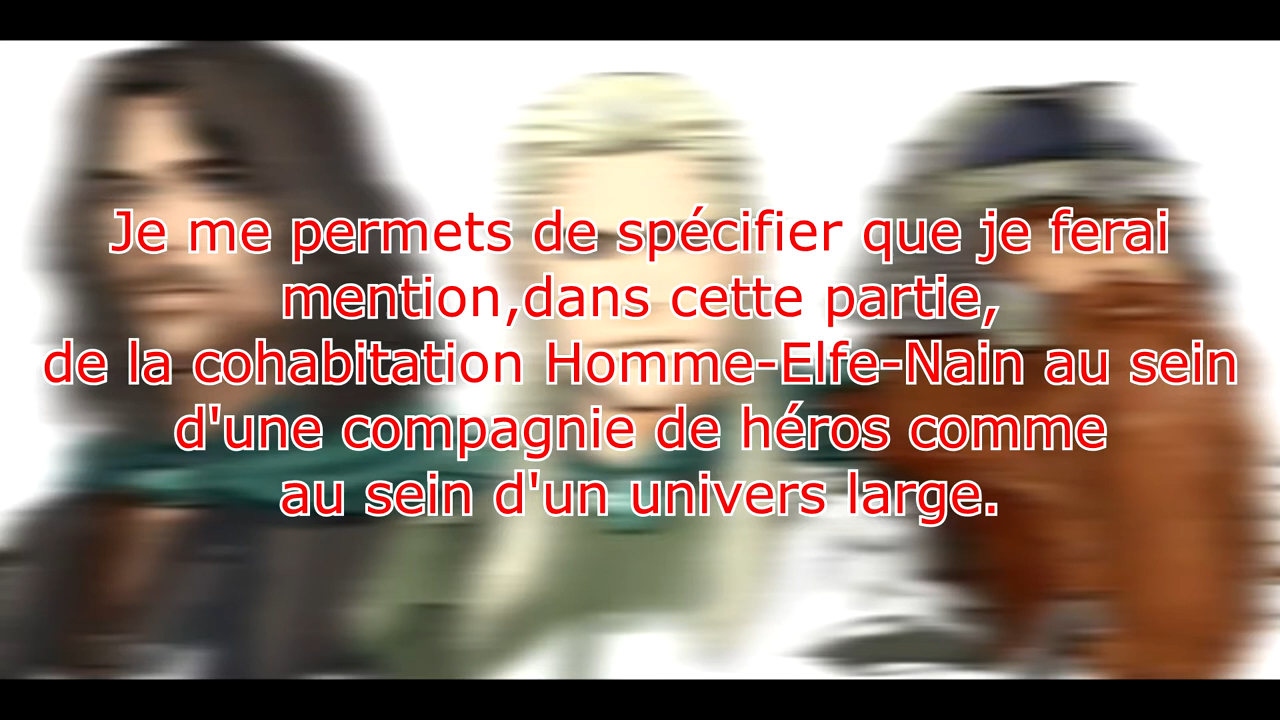 Je me permets de spécifier que je ferai
mention,dans cette partie,
de la cohabitation Homme-Elfe-Nain au sein
d'une compagnie de héros comme
au sein d'un univers large.